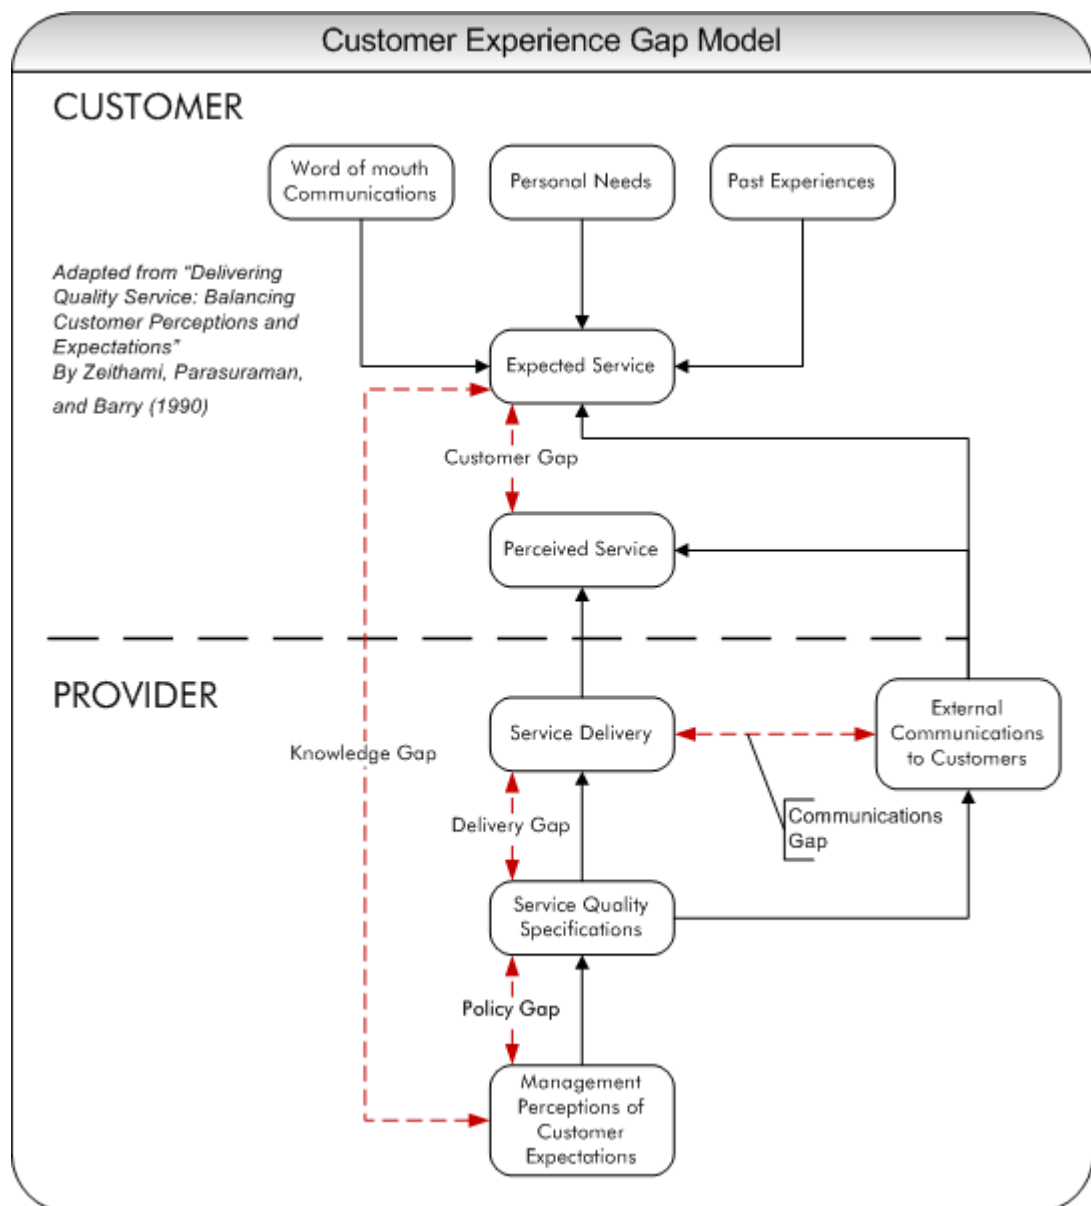 Customer Experience Gap Model
CUSTOMER
Word of mouth
Communications
Personal Needs
Past Experiences
Adapted from “Delivering
Quality Service: Balancing
Customer Perceptions and
Expectations”
By Zeithami, Parasuraman,
and Barry (1990)
Expected Service
Customer Gap
Perceived Service
PROVIDER
Service Delivery
External
Communications
to Customers
Knowledge Gap
Delivery Gap
Communications
Gap
Service Quality
Specifications
Policy Gap
Management
Perceptions of
Customer
Expectations